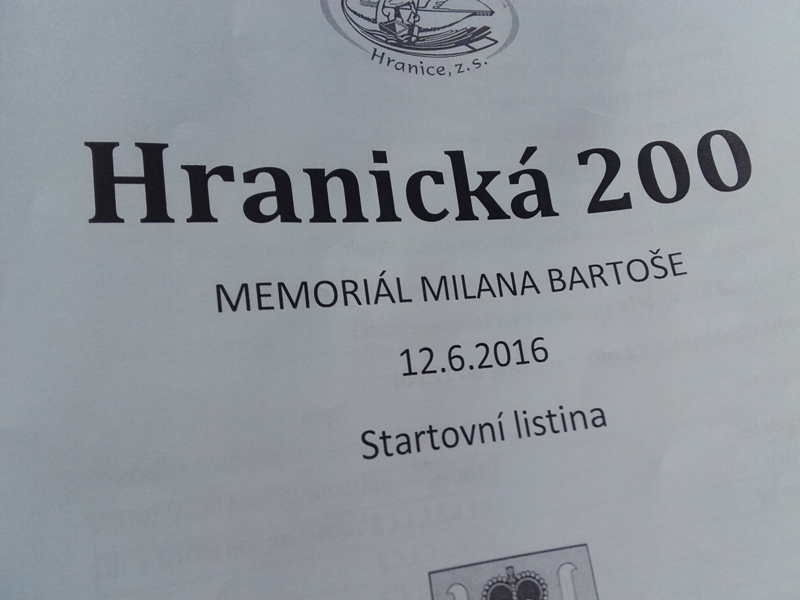 Hranice, z.s.
Hranická 200
MEMORIÁL MILANA BARTOŠE
12.6.2016
Startovní listina